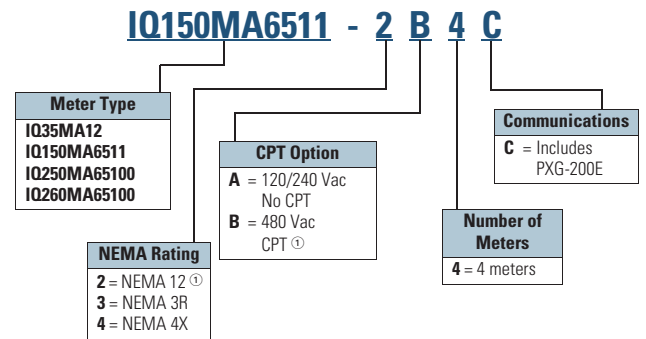 IQ150MA6511 - 2 B 4 C
Meter Type
IQ35MA12
IQ150MA6511
IQ250MA65100
IQ260MA65100
NEMA Rating
2 = NEMA 12 ①
3 = NEMA 3R
4 = NEMA 4X
CPT Option
A = 120/240 Vac
No CPT
B = 480 Vac
CPT ①
Number of
Meters
4 = 4 meters
Communications
C = Includes
PXG-200E